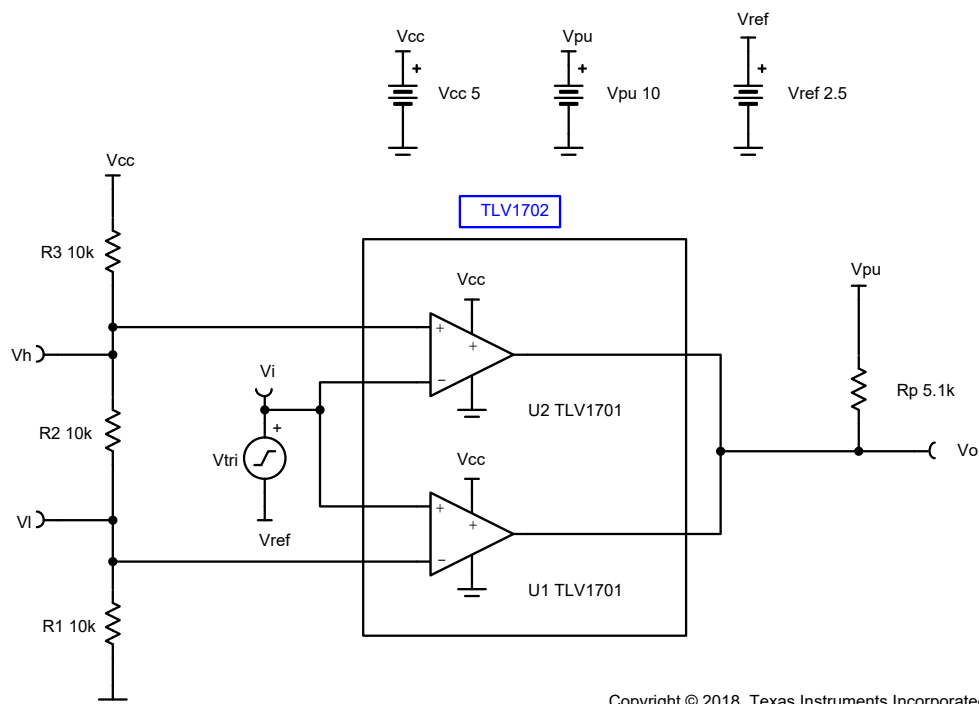 Vcc
Vpu
Vref
+
+
+
Vcc 5
Vpu 10
Vref 2.5
Vcc
TLV1702
R3 10k
Vcc
Vpu
+
+
Vh
Vi
−
Rp 5.1k
U2 TLV1701
R2 10k
+
Vo
Vtri
Vcc
+
+
Vl
Vref
−
U1 TLV1701
R1 10k
Copyright © 2018, Texas Instruments Incorporated